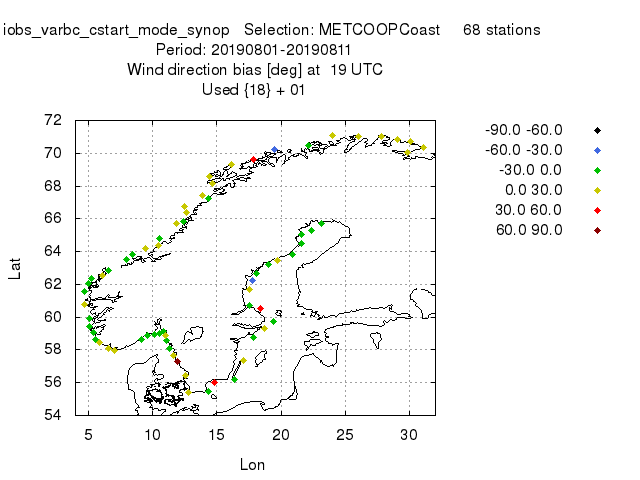 iobs_varbc_cstart_mode_synop   Selection: METCOOPCoast     68 stations
Period: 20190801-20190811
Wind direction bias [deg] at  19 UTC
Used {18} + 01
72
70
68
66
64
62
60
58
56
54
5 10 15 20 25 30
Lat
Lon
-90.0 -60.0
-60.0 -30.0
-30.0 0.0
0.0 30.0
30.0 60.0
60.0 90.0